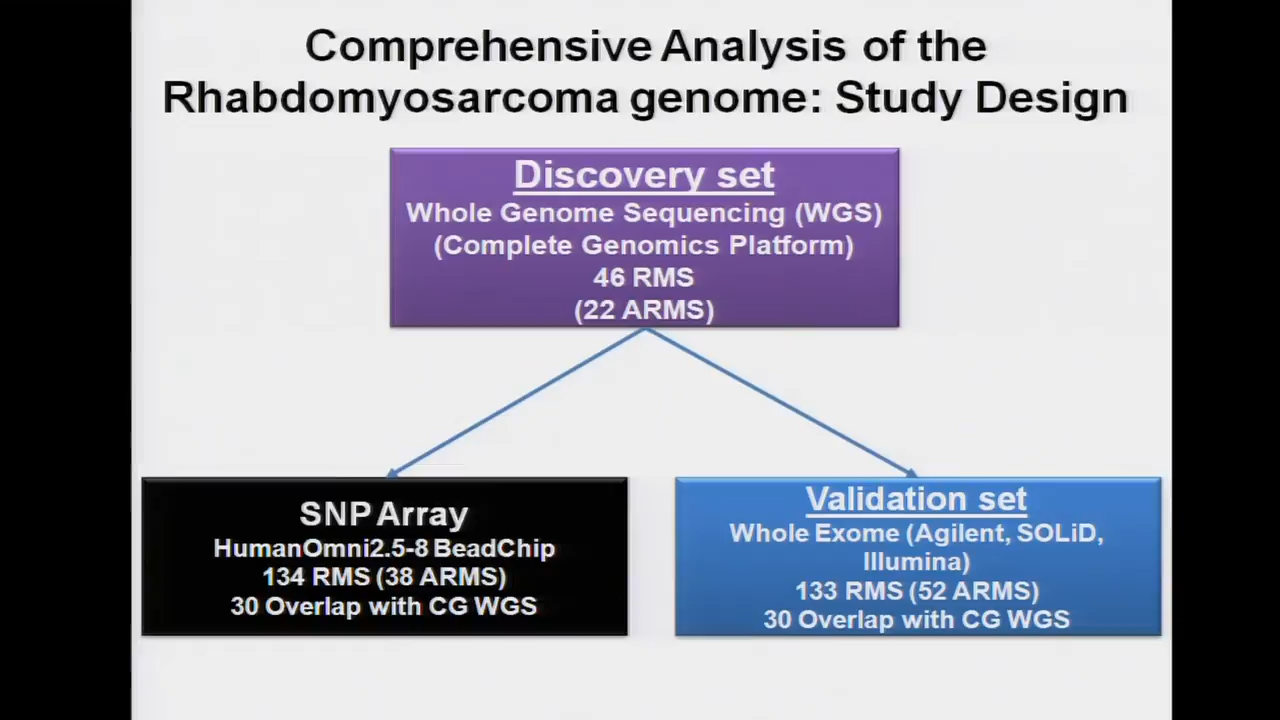 Comprehensive Analysis of the
Rhabdomyosarcoma genome: Study Design
Discovery set
Whole Genome Sequencing (WGS)
(Complete Genomics Platform)
46 RMS
(22 ARMS)
SNP Array
HumanOmni2.5-8 BeadChip
134 RMS (38 ARMS)
30 Overlap with CG WGS
Validation set
Whole Exome (Agilent, SOLiD,
Illumina)
133 RMS (52 ARMS)
30 Overlap with CG WGS